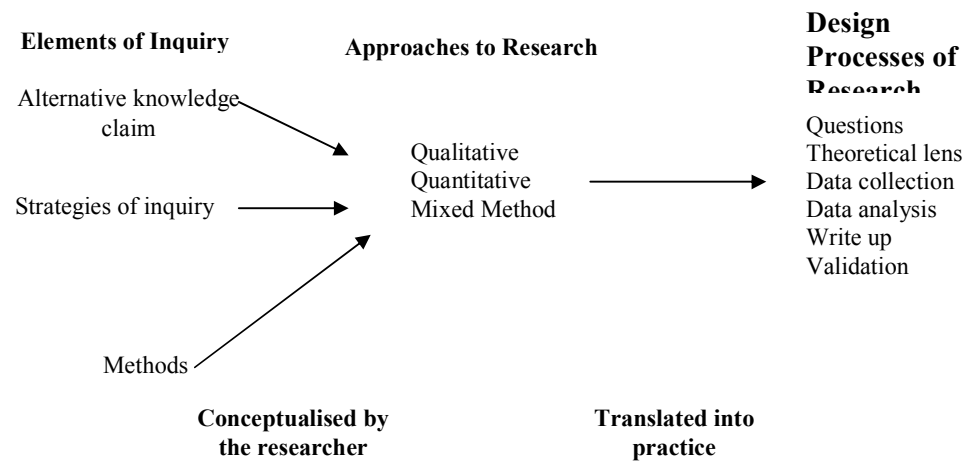 Elements of Inquiry
Alternative knowledge
claim
Strategies of inquiry
Methods
Conceptualised by
the researcher
Approaches to Research
Qualitative
Quantitative
Mixed Method
Translated into
practice
Design
Processes of
Research
Questions
Theoretical lens
Data collection
Data analysis
Write up
Validation